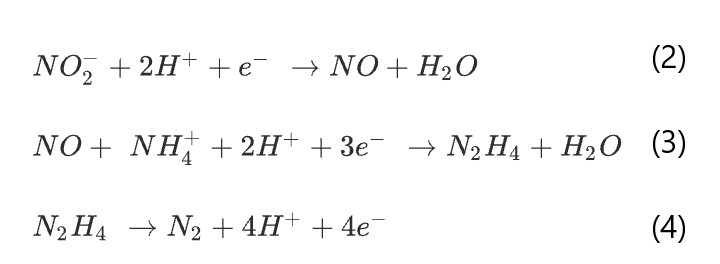 NO₂⁻ + 2H⁺ + e⁻ → NO + H₂O (2)
NO + NH₄⁺ + 2H⁺ + 3e⁻ → N₂H₄ + H₂O (3)
N₂H₄ → N₂ + 4H⁺ + 4e⁻ (4)